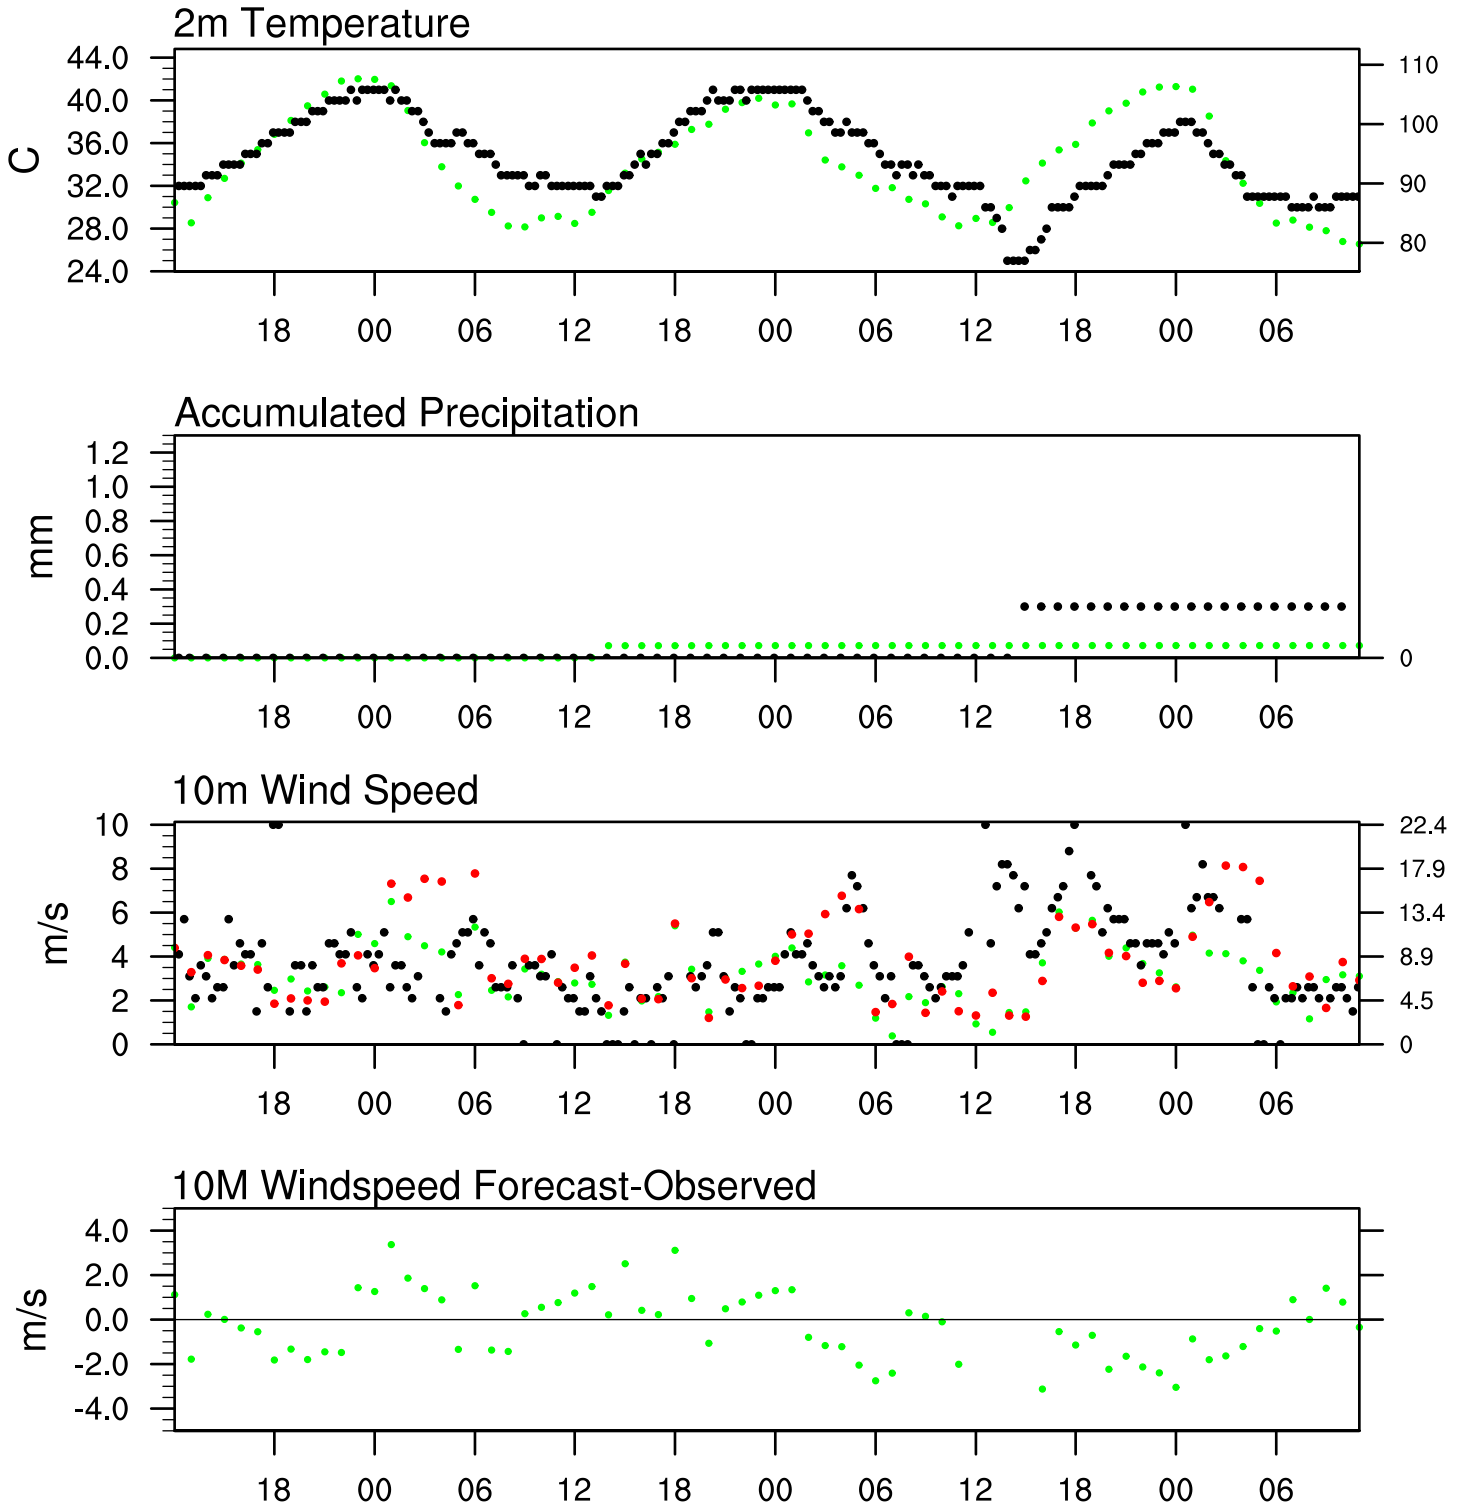 2m Temperature
44.0
40.0
36.0
32.0
28.0
24.0
C
110
100
90
80
18 00 06 12 18 00 06 12 18 00 06
Accumulated Precipitation
1.2
1.0
0.8
0.6
0.4
0.2
0.0
mm
0
18 00 06 12 18 00 06 12 18 00 06
10m Wind Speed
10
8
6
4
2
0
m/s
22.4
17.9
13.4
8.9
4.5
0
18 00 06 12 18 00 06 12 18 00 06
10M Windspeed Forecast-Observed
4.0
2.0
0.0
-2.0
-4.0
m/s
18 00 06 12 18 00 06 12 18 00 06